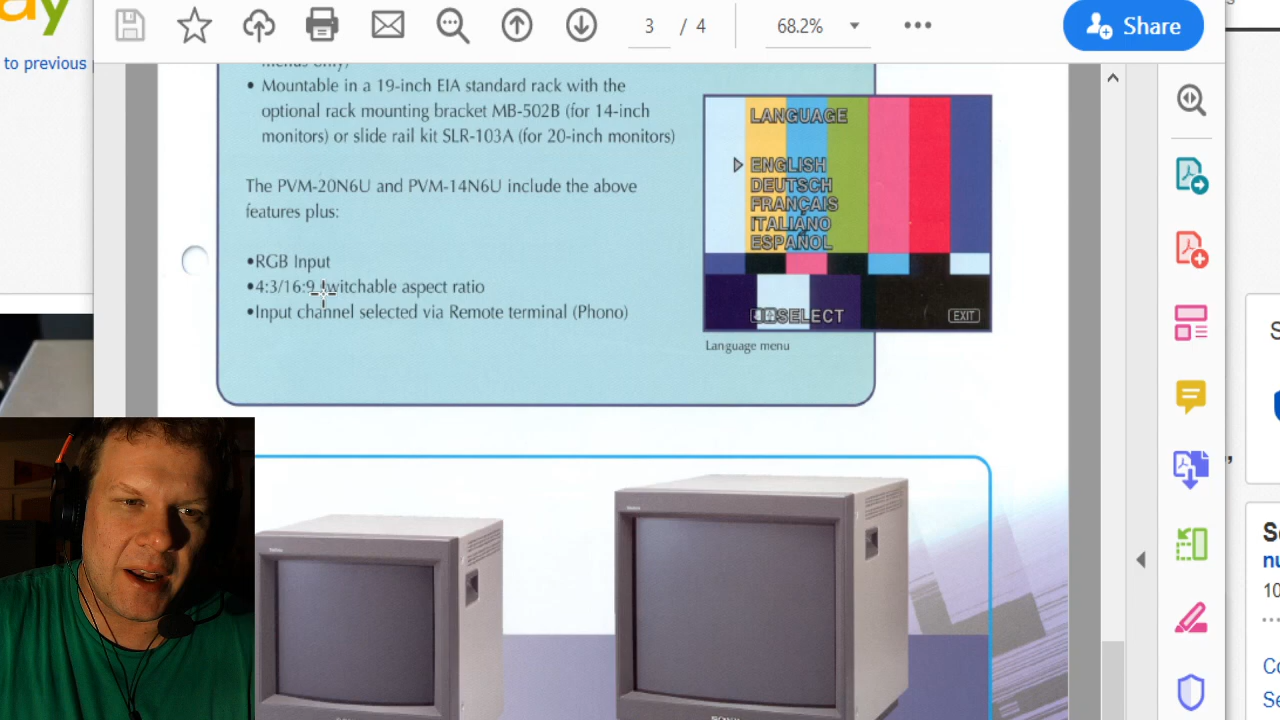 to previous
3 / 4
68.2%
Share
menus only)
• Mountable in a 19-inch EIA standard rack with the
optional rack mounting bracket MB-502B (for 14-inch
monitors) or slide rail kit SLR-103A (for 20-inch monitors)
The PVM-20N6U and PVM-14N6U include the above
features plus:
•RGB Input
•4:3/16:9 switchable aspect ratio
•Input channel selected via Remote terminal (Phono)
LANGUAGE
ENGLISH
DEUTSCH
FRANÇAIS
ITALIANO
ESPAÑOL
SELECT
EXIT
Language menu
SONY